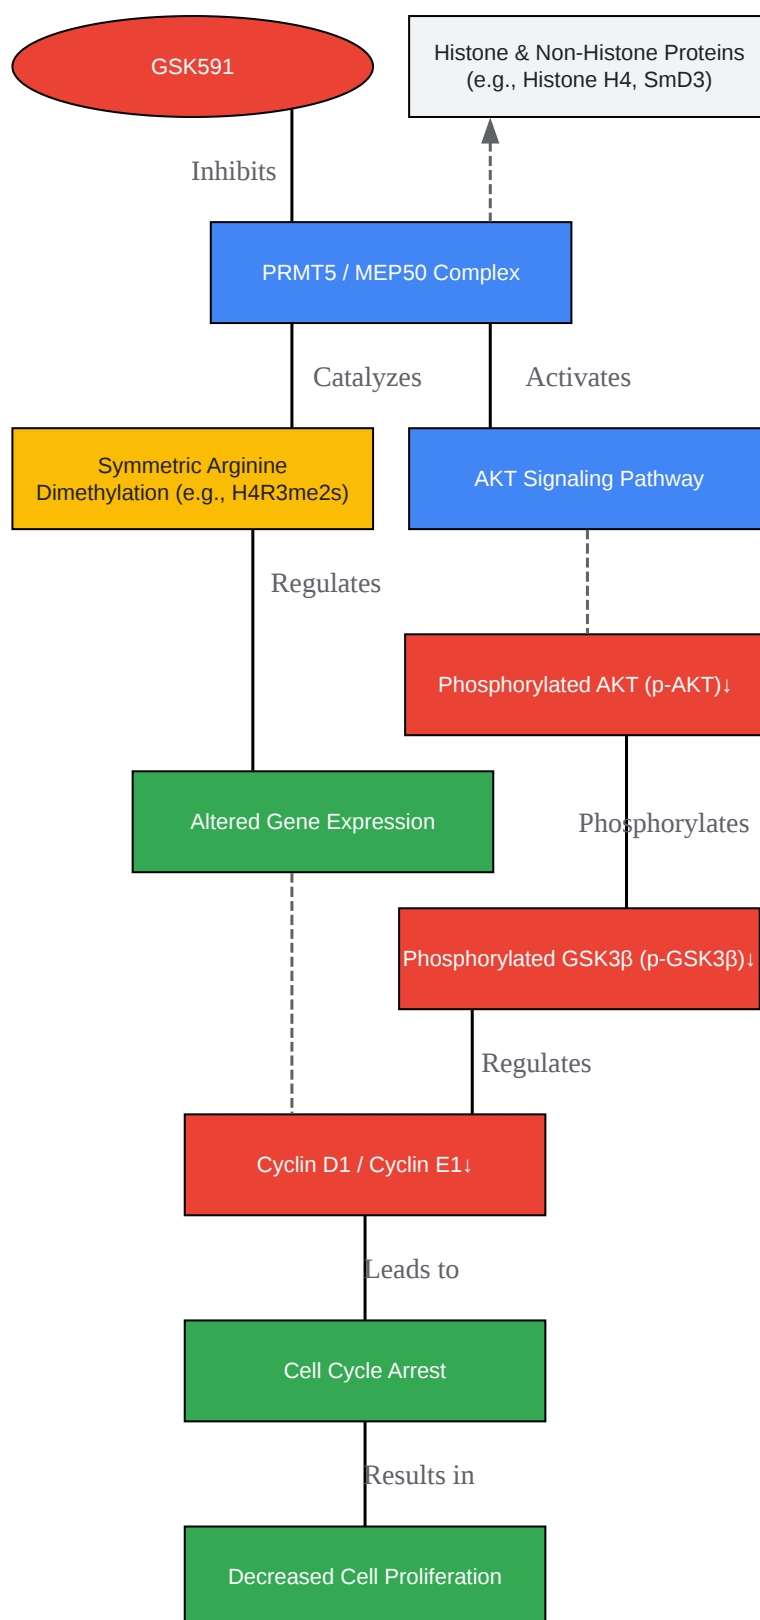 GSK591
Histone & Non-Histone Proteins
(e.g., Histone H4, SmD3)
Inhibits
PRMT5 / MEP50 Complex
Catalyzes
Activates
Symmetric Arginine
Dimethylation (e.g., H4R3me2s)
AKT Signaling Pathway
Regulates
Phosphorylated AKT (p-AKT)↓
Altered Gene Expression
Phosphorylates
Phosphorylated GSK3β (p-GSK3β)↓
Regulates
Cyclin D1 / Cyclin E1↓
Leads to
Cell Cycle Arrest
Results in
Decreased Cell Proliferation